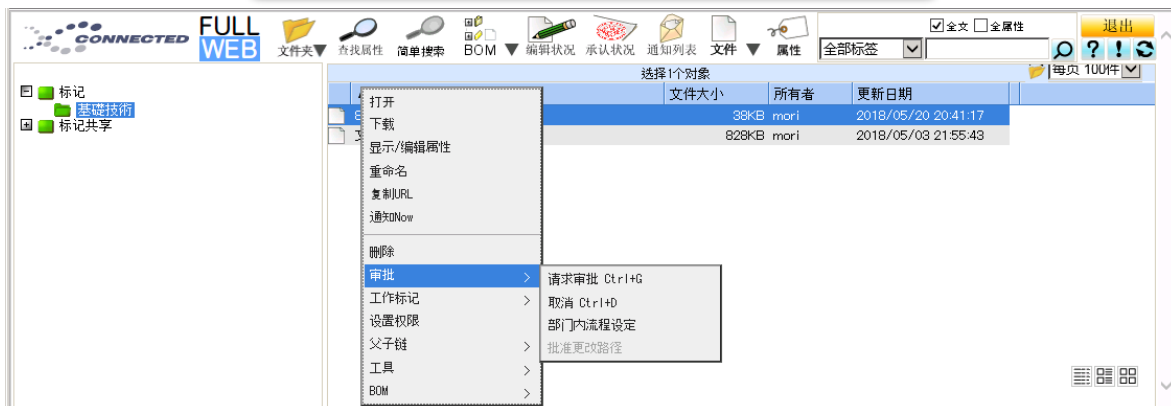 CONNECTED
FULL
WEB
文件夹▼ 查找属性 简单搜索 BOM ▼ 编辑状况 承认状况 通知列表 文件 ▼ 属性
全文 全属性
全部标签
退出
? !
选择1个对象
每页 100件
标记
基礎技術
标记共享
文件大小 所有者 更新日期
38KB mori 2018/05/20 20:41:17
828KB mori 2018/05/03 21:55:43
打开
下载
显示/编辑属性
重命名
复制URL
通知Now
删除
审批 >
工作标记 >
设置权限
父子链 >
工具 >
BOM >
请求审批 Ctrl+G
取消 Ctrl+D
部门内流程设定
批准更改路径